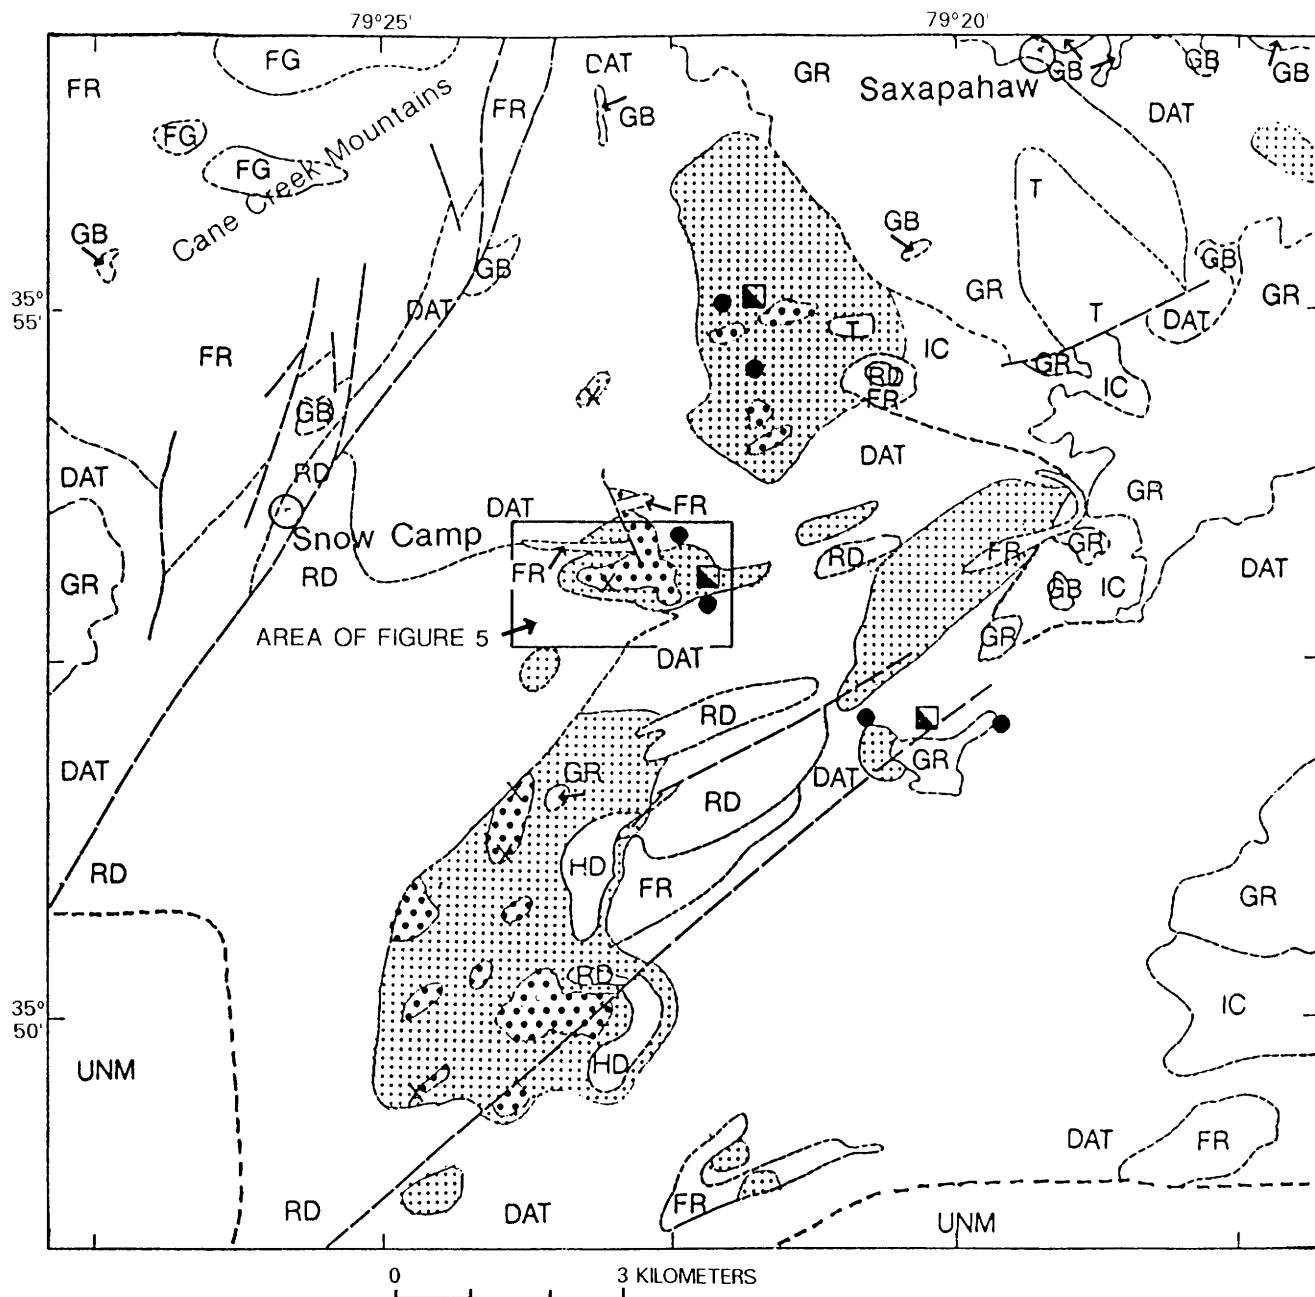 79°25'
79°20'
FG
DAT
GR
GB
GB
GB
FR
FR
Saxapahaw
DAT
GB
FG
FG
Cane Creek Mountains
T
GB
GB
GB
GB
GR
GR
35°
55'
DAT
T
DAT
T
FR
IC
GR
RD
IC
FR
GB
DAT
DAT
RD
GR
DAT
FR
Snow Camp
FR
GR
RD
DAT
GR
RD
FR
GB
IC
AREA OF FIGURE 5
GR
DAT
RD
DAT
GR
DAT
GR
RD
RD
HD
FR
GR
RD
35°
50'
IC
UNM
HD
DAT
FR
FR
RD
DAT
UNM
0
3 KILOMETERS